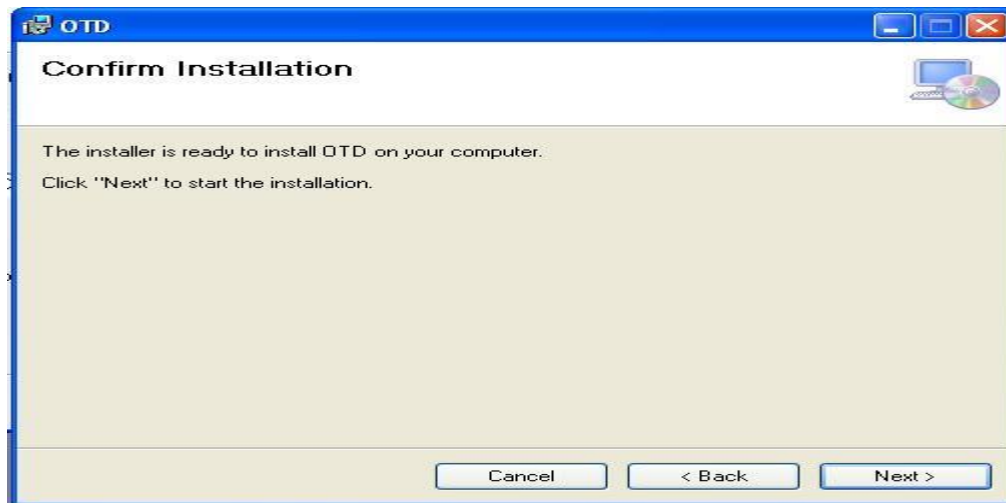 OTD
Confirm Installation
The installer is ready to install OTD on your computer.
Click "Next" to start the installation.
Cancel
< Back
Next >